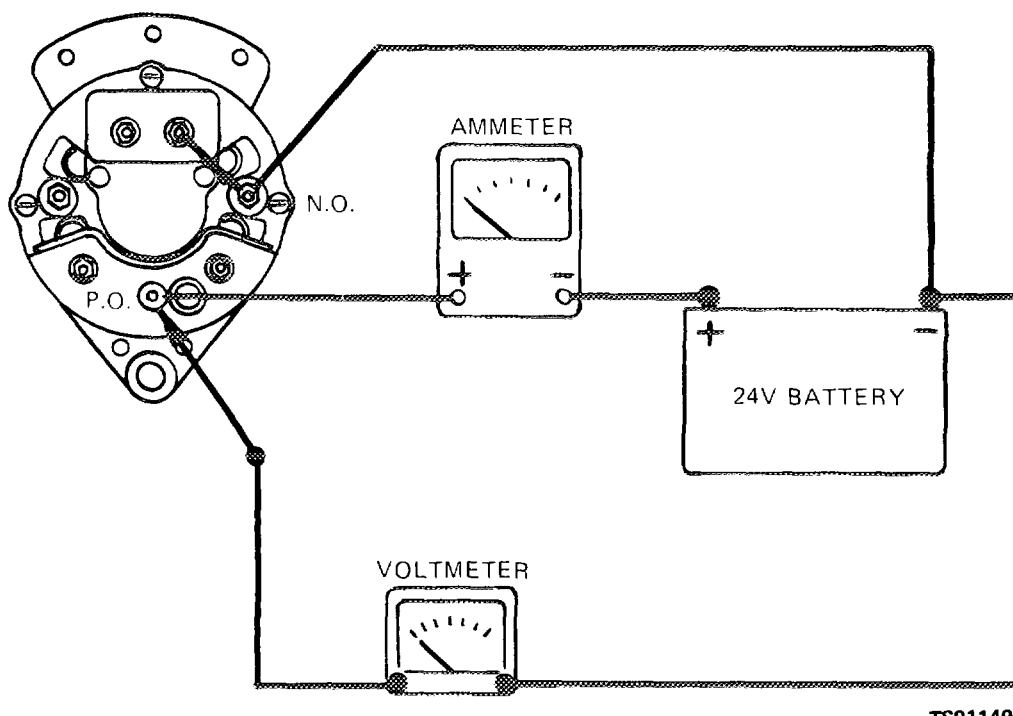 AMMETER
N.O.
+ −
P.O.
+ −
24V BATTERY
VOLTMETER